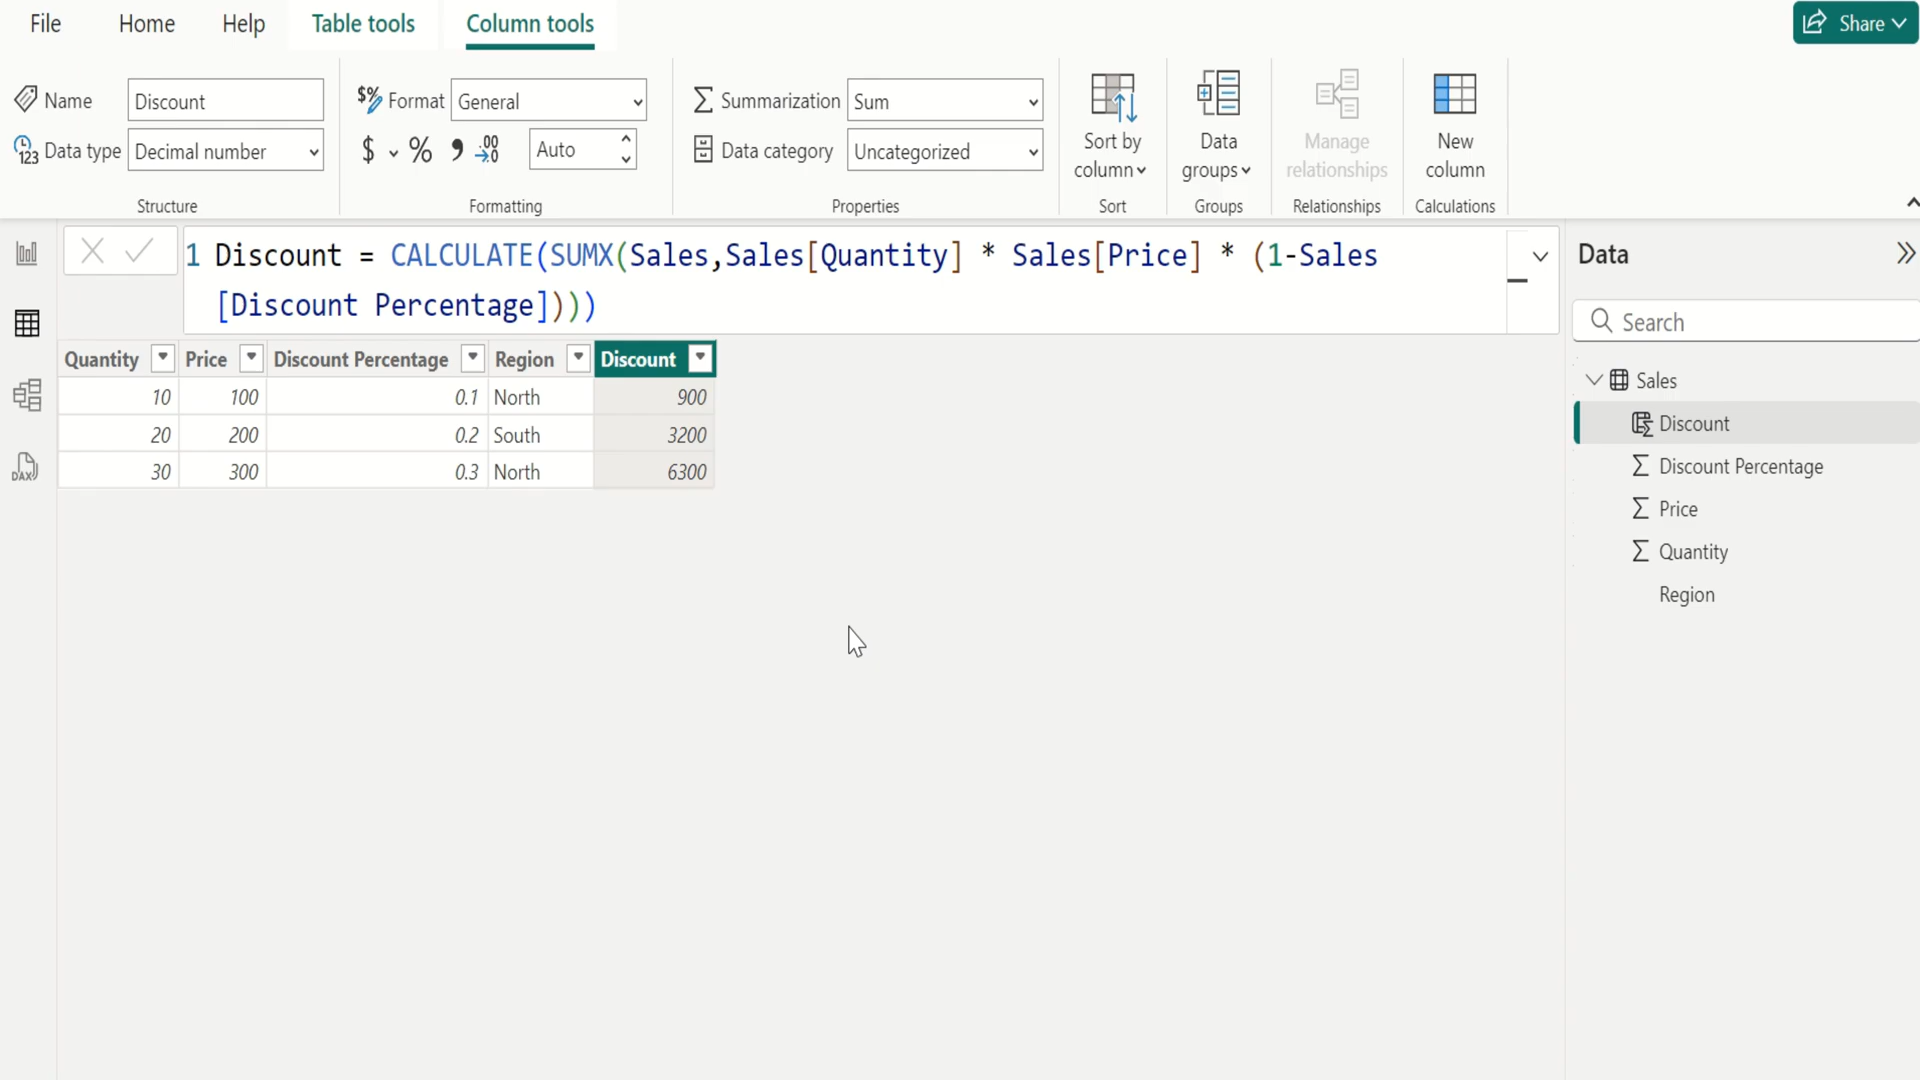 File Home Help Table tools Column tools Share
Name Discount $% Format General Summarization Sum
Data type Decimal number $ % Auto Data category Uncategorized
Sort by column Data groups Manage relationships New column
Structure Formatting Properties Sort Groups Relationships Calculations
1 Discount = CALCULATE(SUMX(Sales,Sales[Quantity] * Sales[Price] * (1-Sales
[Discount Percentage])))
Quantity Price Discount Percentage Region Discount
10 100 0.1 North 900
20 200 0.2 South 3200
30 300 0.3 North 6300
DAX
Data
Search
Sales
Discount
Discount Percentage
Price
Quantity
Region